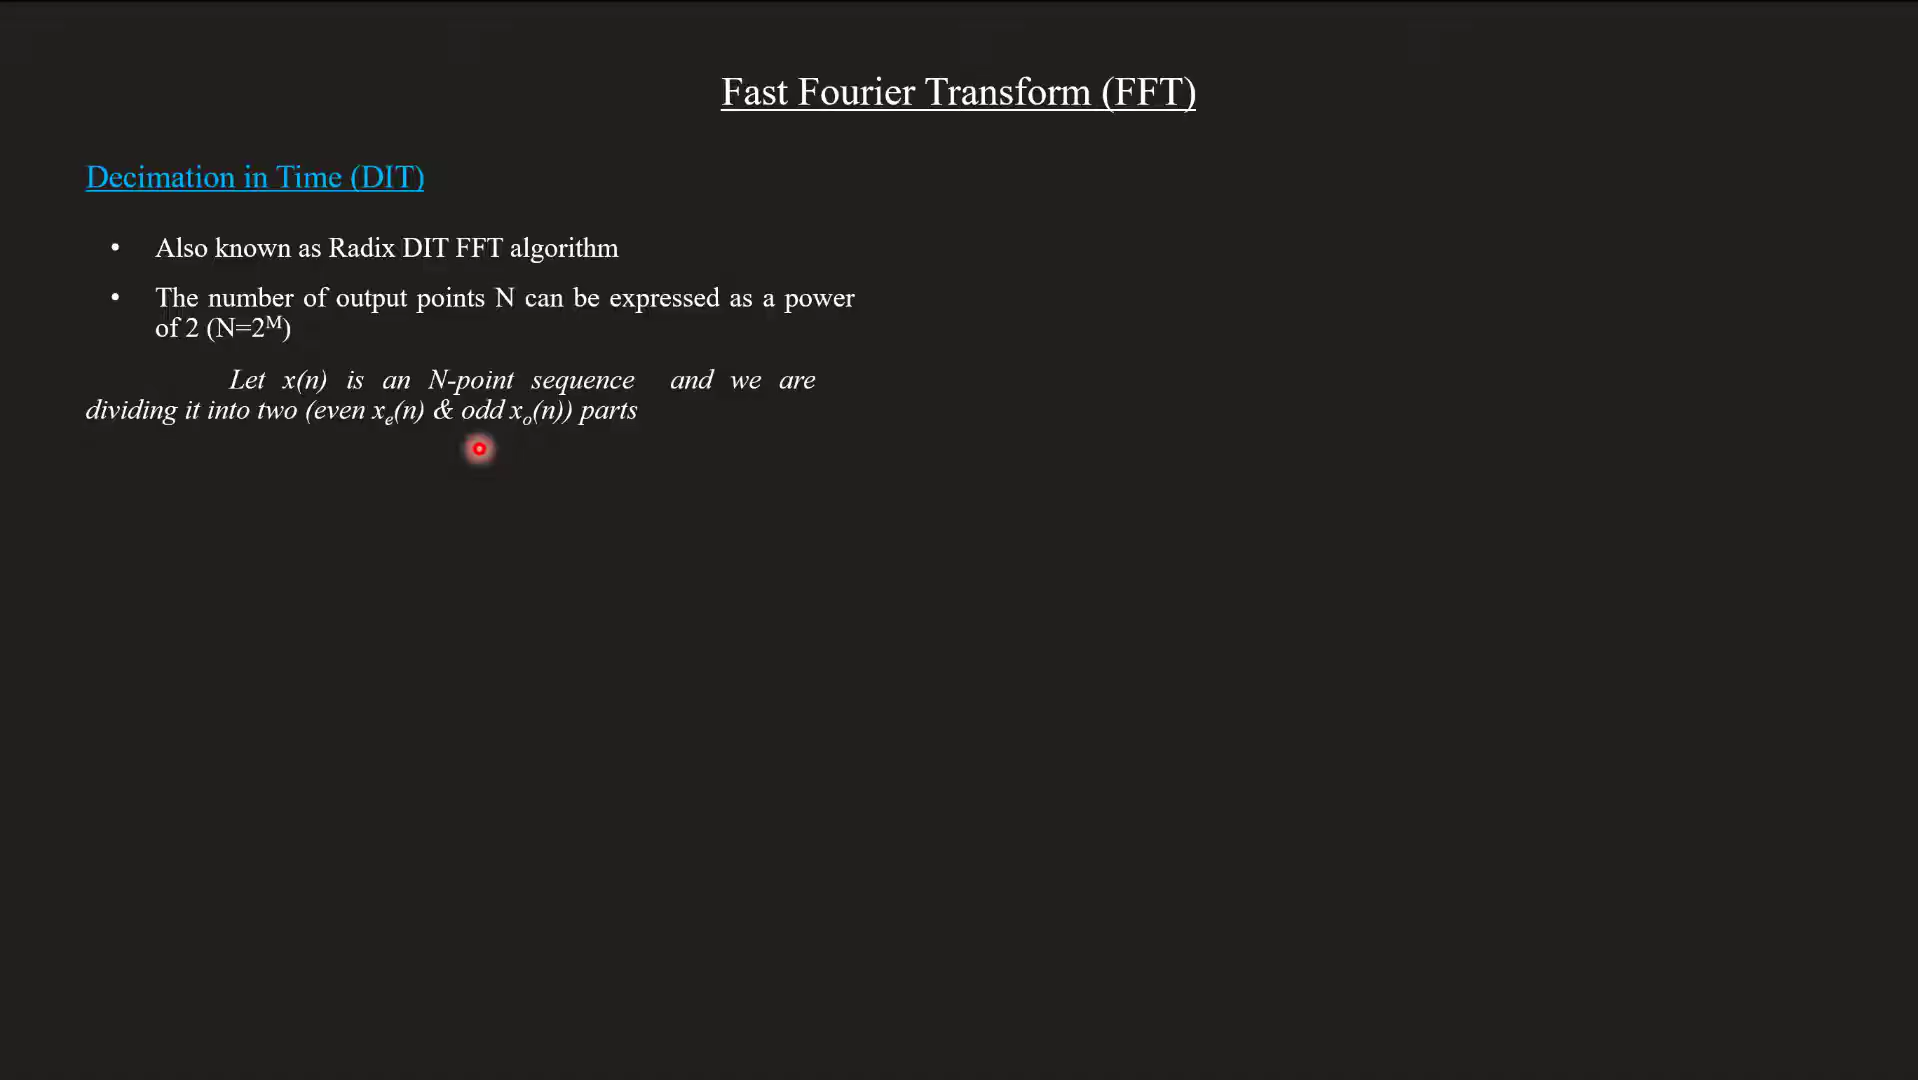 Fast Fourier Transform (FFT)
Decimation in Time (DIT)
• Also known as Radix DIT FFT algorithm
• The number of output points N can be expressed as a power
of 2 (N=2ᴹ)
Let x(n) is an N-point sequence and we are
dividing it into two (even xₑ(n) & odd xₒ(n)) parts